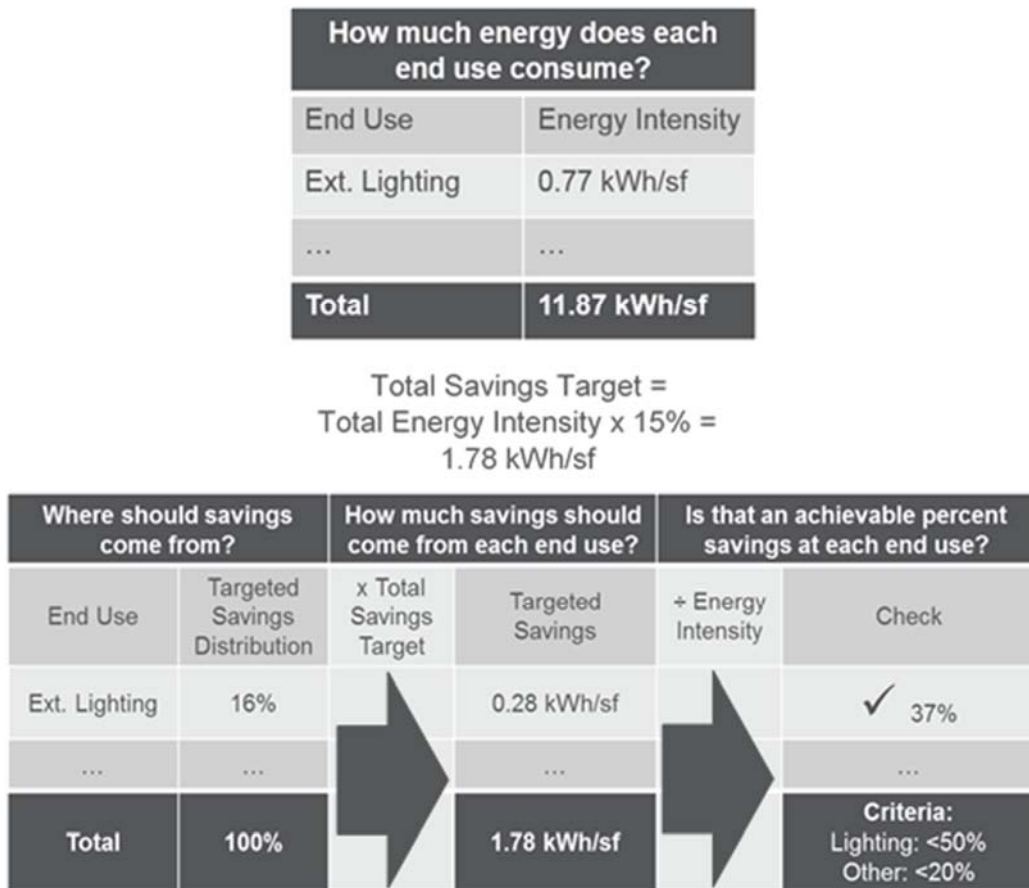 How much energy does each
end use consume?
End Use Energy Intensity
Ext. Lighting 0.77 kWh/sf
... ...
Total 11.87 kWh/sf
Total Savings Target =
Total Energy Intensity x 15% =
1.78 kWh/sf
Where should savings
come from?
How much savings should
come from each end use?
Is that an achievable percent
savings at each end use?
End Use
Targeted
Savings
Distribution
x Total
Savings
Target
Targeted
Savings
÷ Energy
Intensity
Check
Ext. Lighting 16% 0.28 kWh/sf ✓ 37%
... ... ... ...
Total 100% 1.78 kWh/sf
Criteria:
Lighting: <50%
Other: <20%